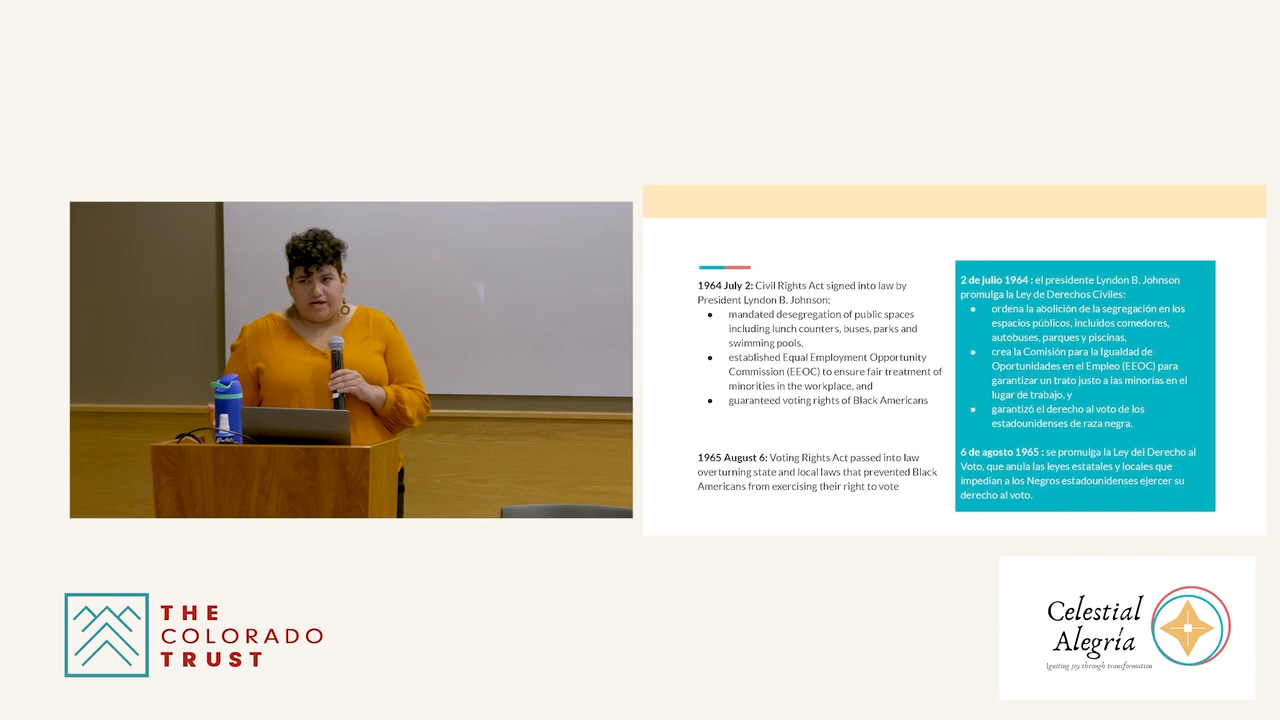 1964 July 2: Civil Rights Act signed into law by
President Lyndon B. Johnson:
● mandated desegregation of public spaces
including lunch counters, buses, parks and
swimming pools,
● established Equal Employment Opportunity
Commission (EEOC) to ensure fair treatment of
minorities in the workplace, and
● guaranteed voting rights of Black Americans
1965 August 6: Voting Rights Act passed into law
overturning state and local laws that prevented Black
Americans from exercising their right to vote
2 de julio 1964 : el presidente Lyndon B. Johnson
promulga la Ley de Derechos Civiles:
● ordena la abolición de la segregación en los
espacios públicos, incluidos comedores,
autobuses, parques y piscinas,
● crea la Comisión para la Igualdad de
Oportunidades en el Empleo (EEOC) para
garantizar un trato justo a las minorías en el
lugar de trabajo, y
● garantizó el derecho al voto de los
estadounidenses de raza negra.
6 de agosto 1965 : se promulga la Ley del Derecho al
Voto, que anula las leyes estatales y locales que
impedían a los Negros estadounidenses ejercer su
derecho al voto.
THE
COLORADO
TRUST
Celestial
Alegría
Igniting joy through transformation